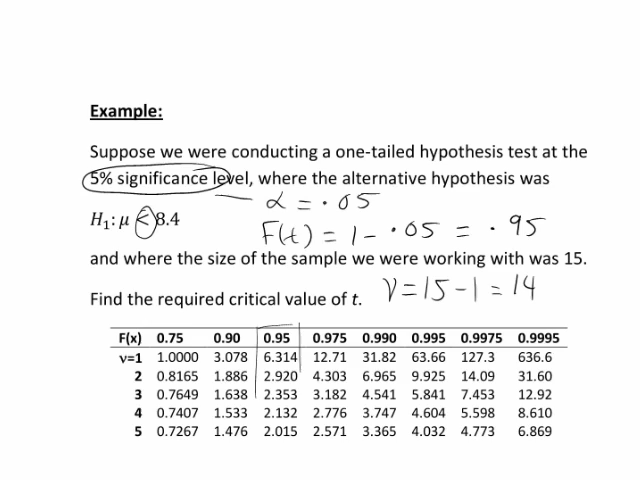 Example:
Suppose we were conducting a one-tailed hypothesis test at the
5% significance level, where the alternative hypothesis was
α = .05
H₁: μ < 8.4
F(t) = 1 - .05 = .95
and where the size of the sample we were working with was 15.
Find the required critical value of t.
ν = 15 - 1 = 14
F(x) 0.75 0.90 0.95 0.975 0.990 0.995 0.9975 0.9995
ν=1 1.0000 3.078 6.314 12.71 31.82 63.66 127.3 636.6
2 0.8165 1.886 2.920 4.303 6.965 9.925 14.09 31.60
3 0.7649 1.638 2.353 3.182 4.541 5.841 7.453 12.92
4 0.7407 1.533 2.132 2.776 3.747 4.604 5.598 8.610
5 0.7267 1.476 2.015 2.571 3.365 4.032 4.773 6.869